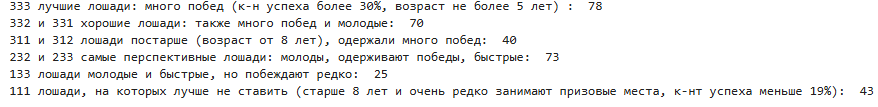 333 лучшие лошади: много побед (к-н успеха более 30%, возраст не более 5 лет) :  78
332 и 331 хорошие лошади: также много побед и молодые:  70
311 и 312 лошади постарше (возраст от 8 лет), одержали много побед:  40
232 и 233 самые перспективные лошади: молоды, одерживают победы, быстрые:  73
133 лошади молодые и быстрые, но побеждают редко:  25
111 лошади, на которых лучше не ставить (старше 8 лет и очень редко занимают призовые места, к-нт успеха меньше 19%):  43